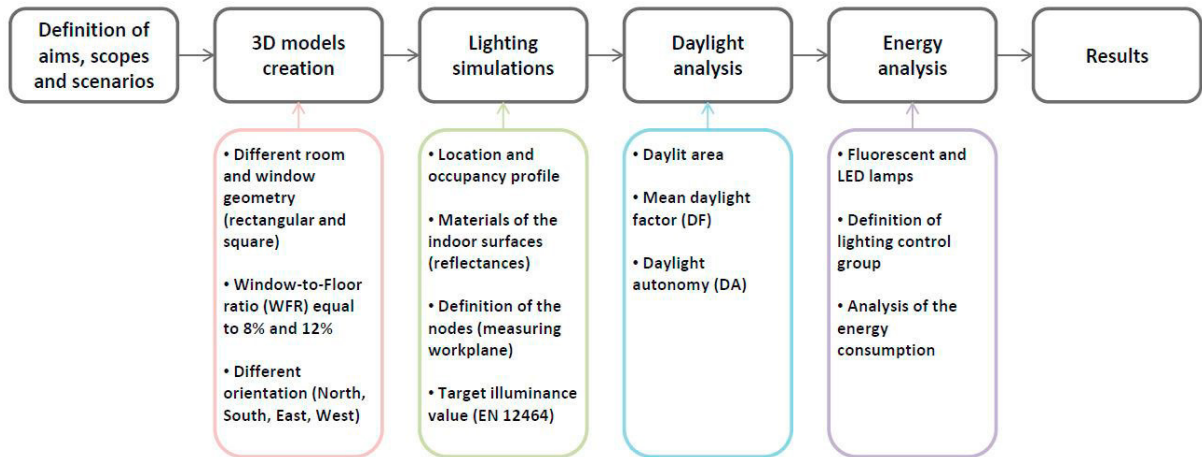 Definition of
aims, scopes
and scenarios
3D models
creation
Lighting
simulations
Daylight
analysis
Energy
analysis
Results
• Different room
and window
geometry
(rectangular and
square)
• Window-to-Floor
ratio (WFR) equal
to 8% and 12%
• Different
orientation (North,
South, East, West)
• Location and
occupancy profile
• Materials of the
indoor surfaces
(reflectances)
• Definition of the
nodes (measuring
workplane)
• Target illuminance
value (EN 12464)
• Daylit area
• Mean daylight
factor (DF)
• Daylight
autonomy (DA)
• Fluorescent and
LED lamps
• Definition of
lighting control
group
• Analysis of the
energy
consumption